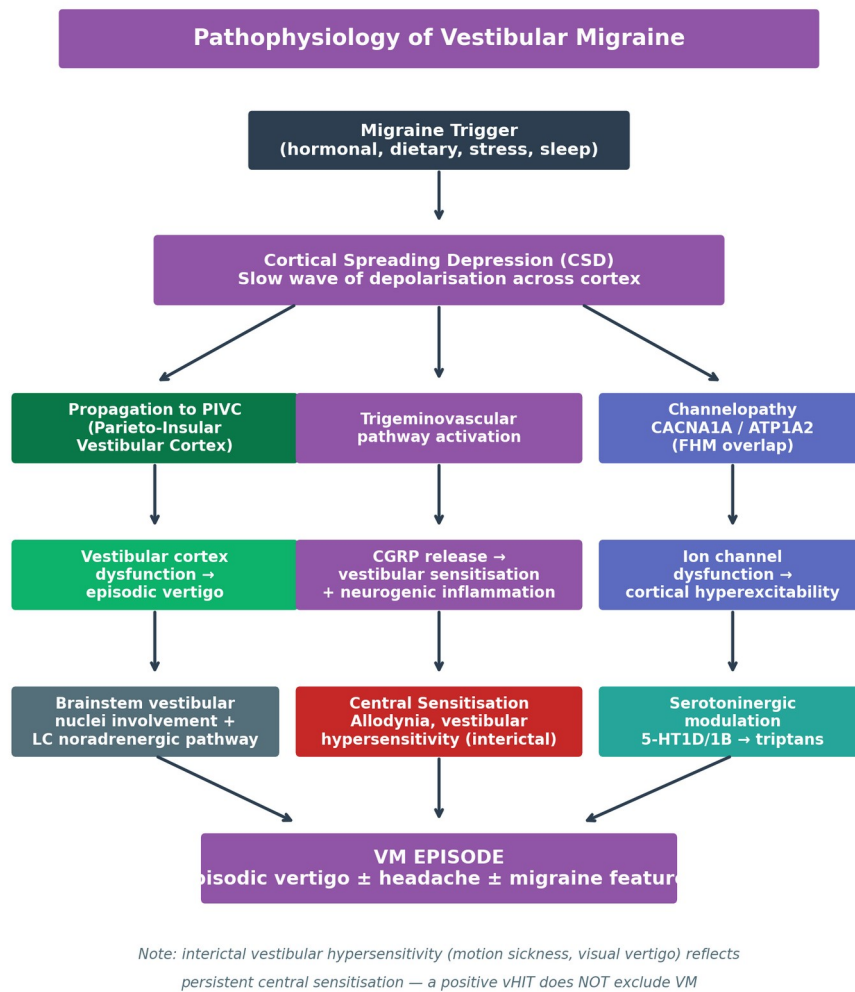 Pathophysiology of Vestibular Migraine
Migraine Trigger
(hormonal, dietary, stress, sleep)
Cortical Spreading Depression (CSD)
Slow wave of depolarisation across cortex
Propagation to PIVC
(Parieto-Insular
Vestibular Cortex)
Trigeminovascular
pathway activation
Channelopathy
CACNA1A / ATP1A2
(FHM overlap)
Vestibular cortex
dysfunction →
episodic vertigo
CGRP release →
vestibular sensitisation
+ neurogenic inflammation
Ion channel
dysfunction →
cortical hyperexcitability
Brainstem vestibular
nuclei involvement +
LC noradrenergic pathway
Central Sensitisation
Allodynia, vestibular
hypersensitivity (interictal)
Serotoninergic
modulation
5-HT1D/1B → triptans
VM EPISODE
pisodic vertigo ± headache ± migraine feature
Note: interictal vestibular hypersensitivity (motion sickness, visual vertigo) reflects
persistent central sensitisation — a positive vHIT does NOT exclude VM